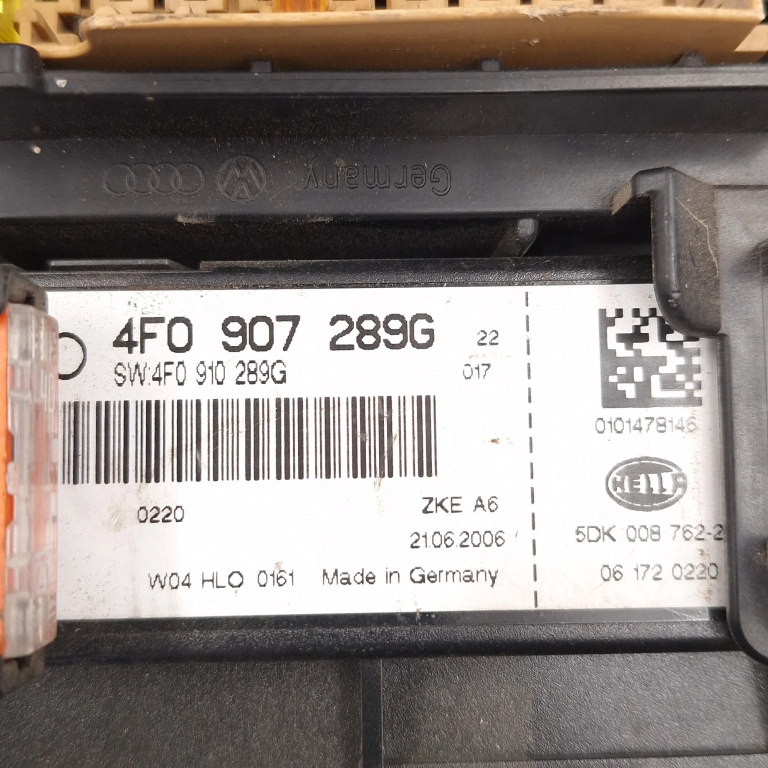 Germany
4F0 907 289G 22
SW:4F0 910 289G 017
0101478146
HELLA
0220 ZKE A6
21.06.2006
5DK 008 762-2
W04 HLO 0161 Made in Germany
06 172 0220